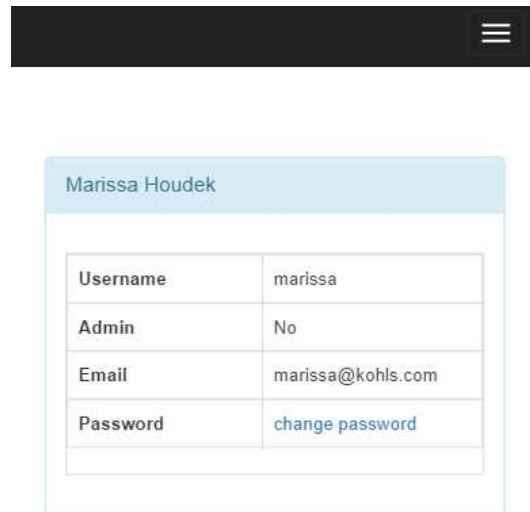 Marissa Houdek
Username marissa
Admin No
Email marissa@kohls.com
Password change password